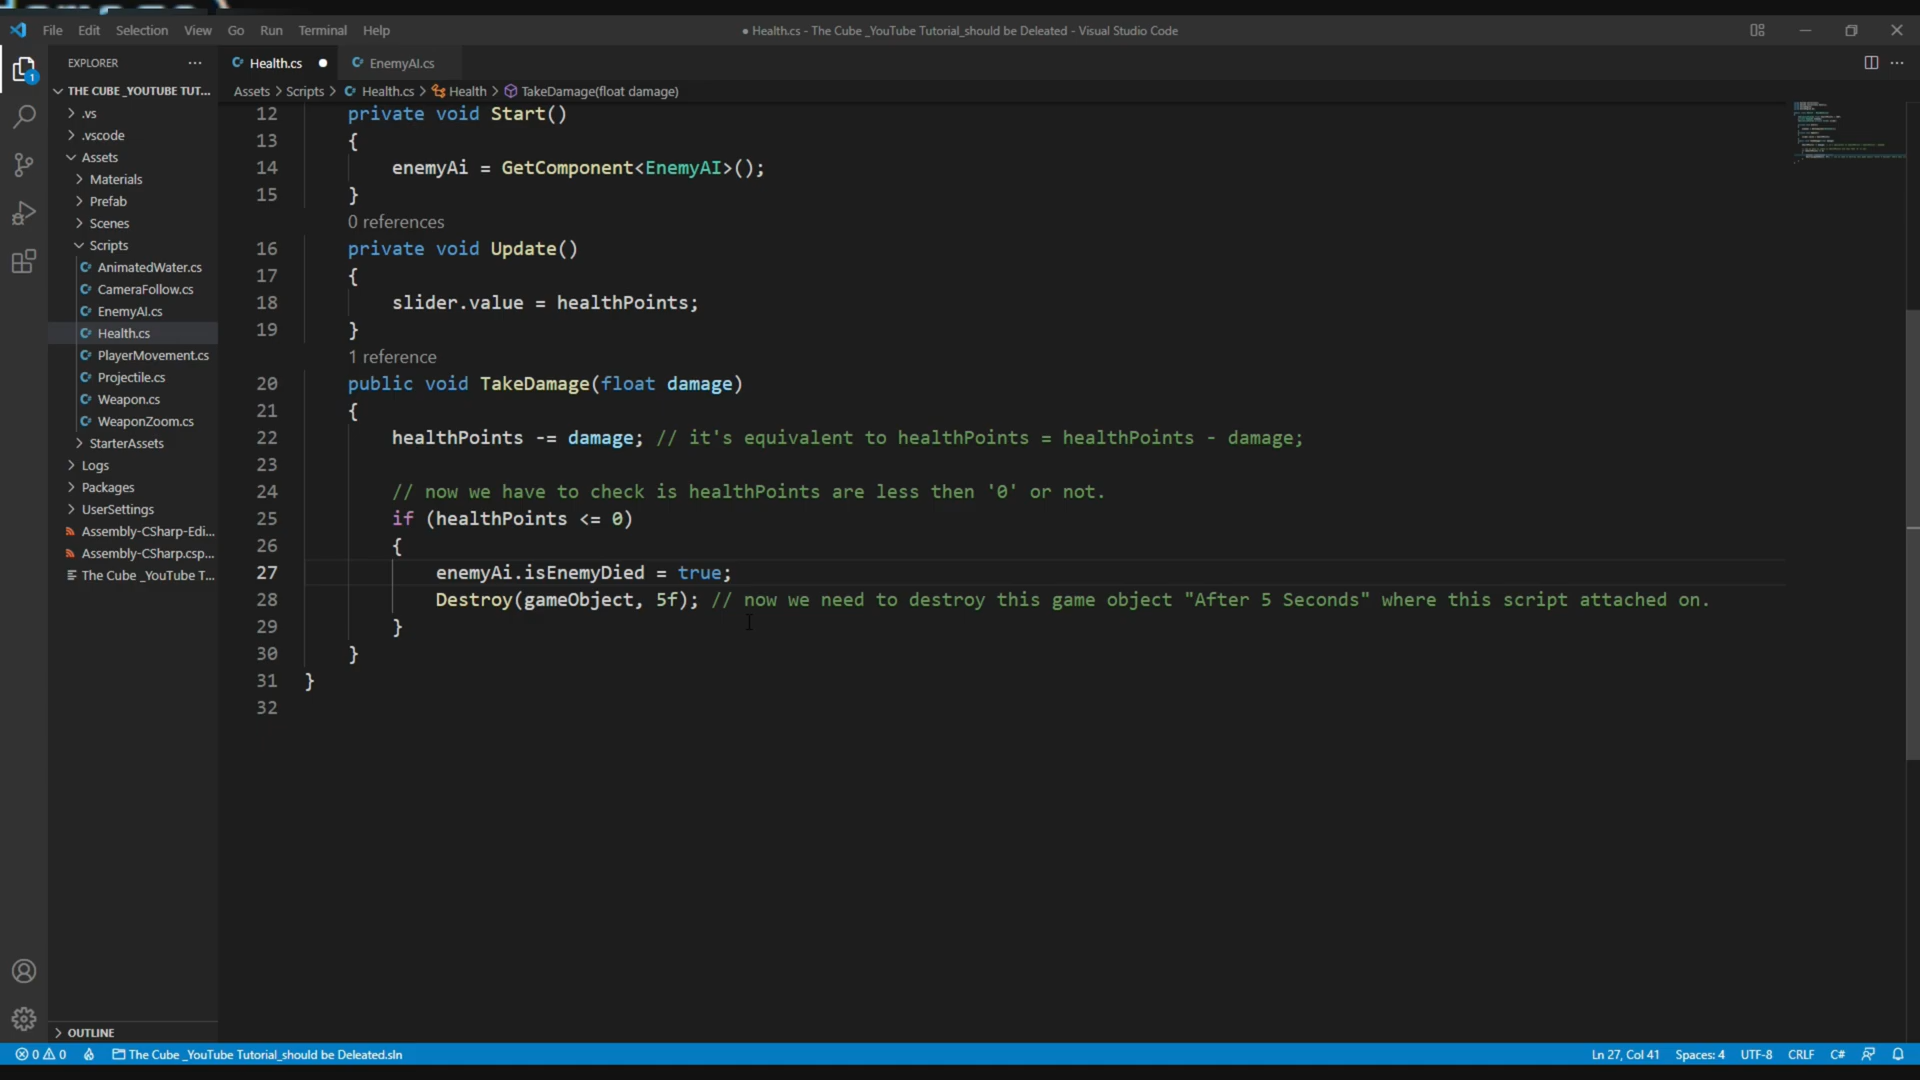 File Edit Selection View Go Run Terminal Help
● Health.cs - The Cube _YouTube Tutorial_should be Deleated - Visual Studio Code
1
EXPLORER
THE CUBE _YOUTUBE TUT...
.vs
.vscode
Assets
Materials
Prefab
Scenes
Scripts
AnimatedWater.cs
CameraFollow.cs
EnemyAI.cs
Health.cs
PlayerMovement.cs
Projectile.cs
Weapon.cs
WeaponZoom.cs
StarterAssets
Logs
Packages
UserSettings
Assembly-CSharp-Edi...
Assembly-CSharp.csp...
The Cube _YouTube T...
OUTLINE
Health.cs ● EnemyAI.cs
Assets > Scripts > Health.cs > Health > TakeDamage(float damage)
12 private void Start()
13 {
14 enemyAi = GetComponent<EnemyAI>();
15 }
0 references
16 private void Update()
17 {
18 slider.value = healthPoints;
19 }
1 reference
20 public void TakeDamage(float damage)
21 {
22 healthPoints -= damage; // it's equivalent to healthPoints = healthPoints - damage;
23
24 // now we have to check is healthPoints are less then '0' or not.
25 if (healthPoints <= 0)
26 {
27 enemyAi.isEnemyDied = true;
28 Destroy(gameObject, 5f); // now we need to destroy this game object "After 5 Seconds" where this script attached on.
29 }
30 }
31 }
32
0 0 The Cube _YouTube Tutorial_should be Deleated.sln
Ln 27, Col 41 Spaces: 4 UTF-8 CRLF C#